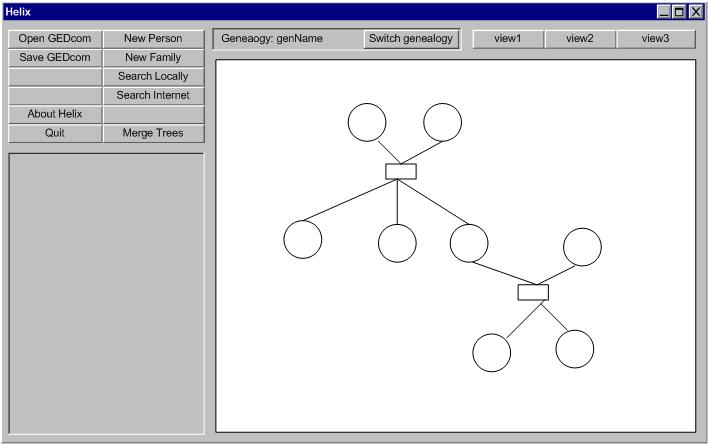 Helix
Open GEDcom New Person
Save GEDcom New Family
Search Locally
Search Internet
About Helix
Quit Merge Trees
Geneaogy: genName Switch genealogy view1 view2 view3